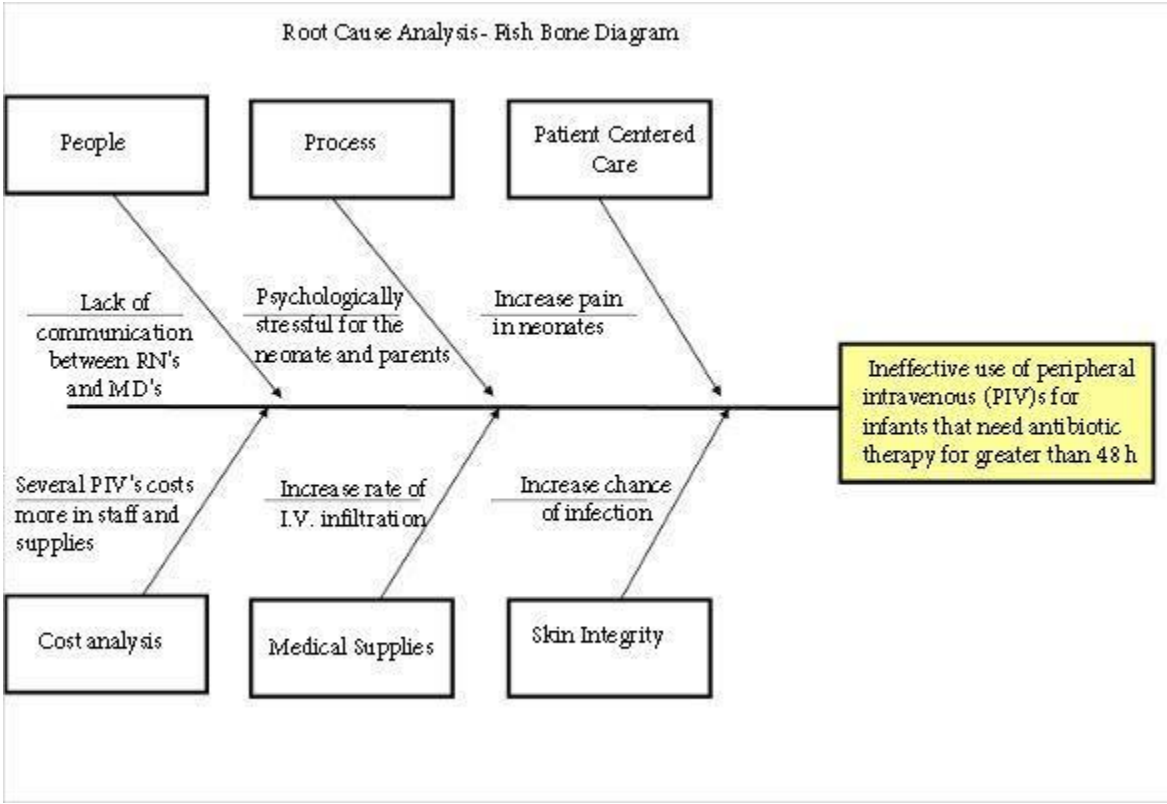 Root Cause Analysis- Fish Bone Diagram
People
Process
Patient Centered
Care
Lack of
communication
between RN's
and MD's
Psychologically
stressful for the
neonate and parents
Increase pain
in neonates
Ineffective use of peripheral
intravenous (PIV)s for
infants that need antibiotic
therapy for greater than 48 h
Several PIV's costs
more in staff and
supplies
Increase rate of
I.V. infiltration
Increase chance
of infection
Cost analysis
Medical Supplies
Skin Integrity